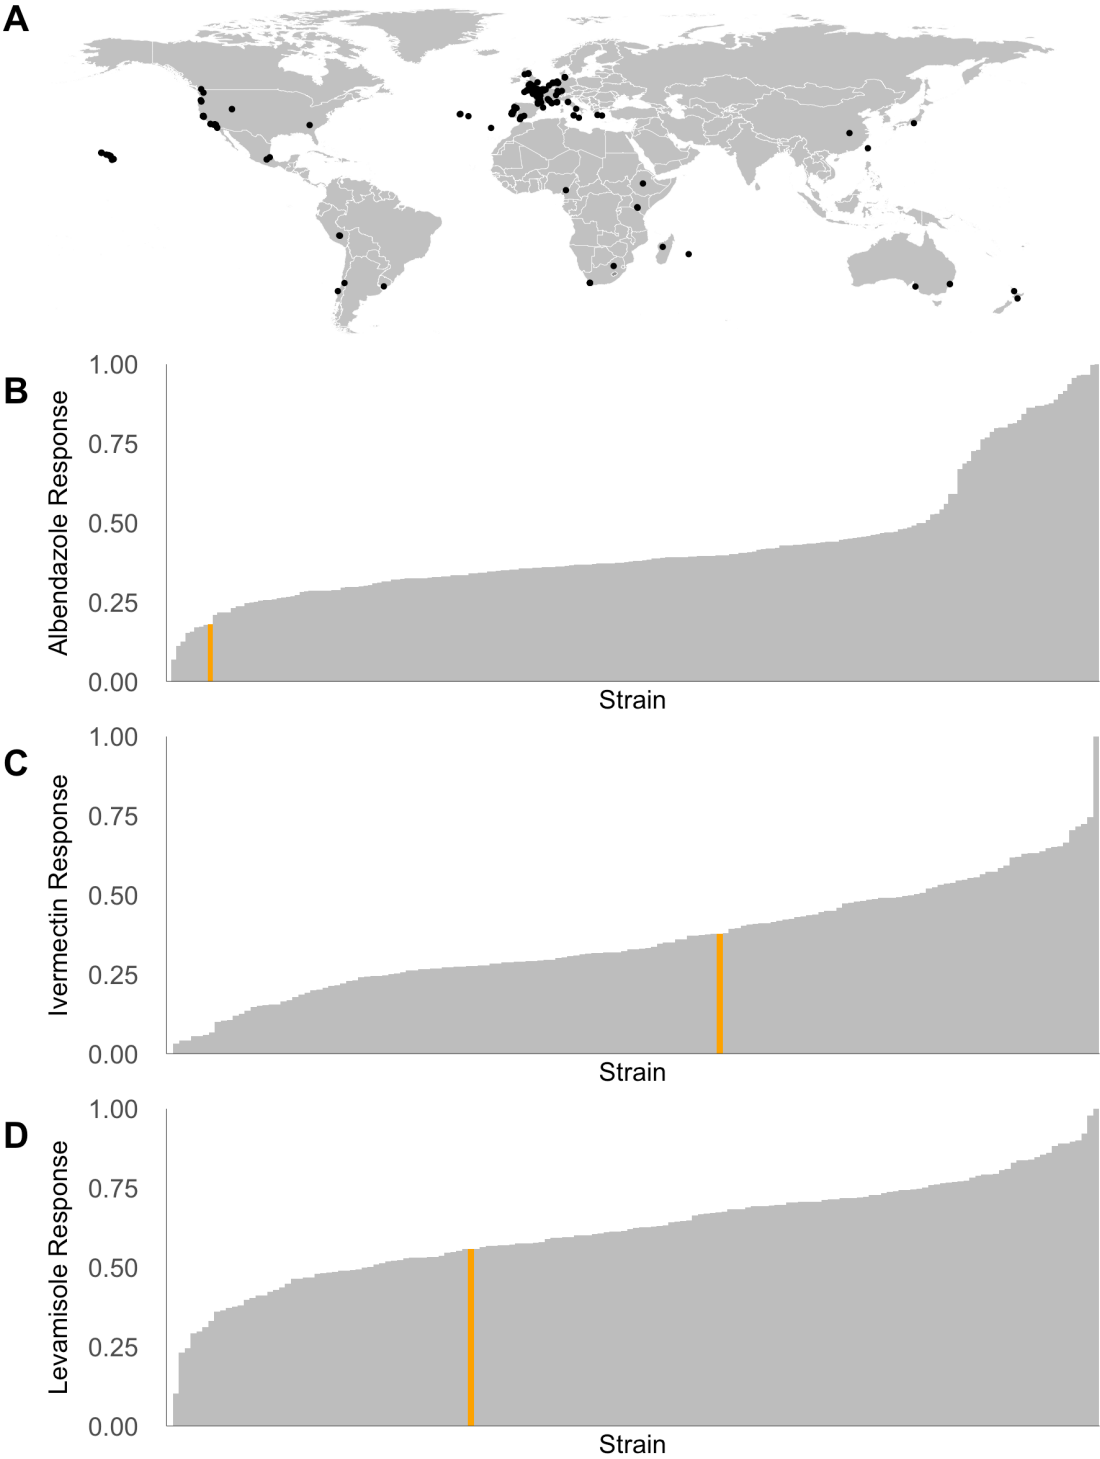 A
B
Albendazole Response
1.00
0.75
0.50
0.25
0.00
Strain
C
Ivermectin Response
1.00
0.75
0.50
0.25
0.00
Strain
D
Levamisole Response
1.00
0.75
0.50
0.25
0.00
Strain